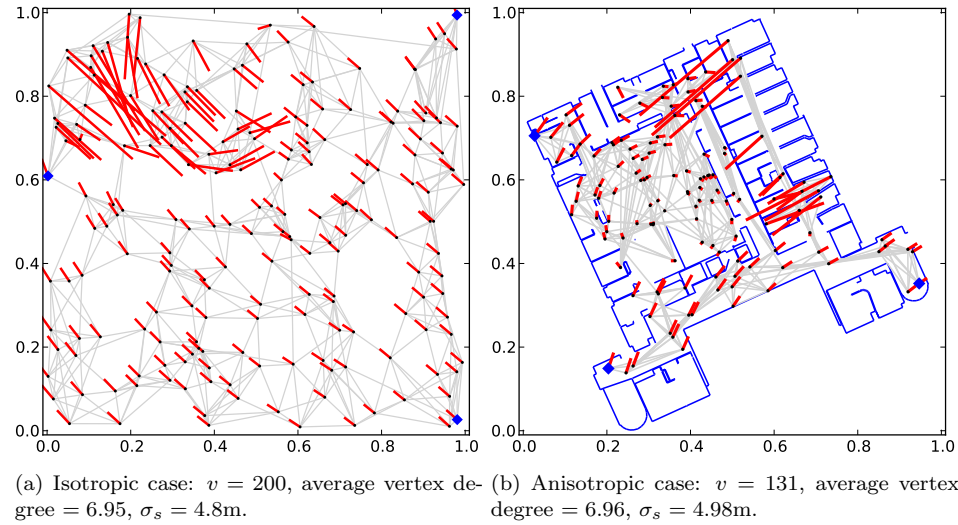 1.0
0.8
0.6
0.4
0.2
0.0
0.0 0.2 0.4 0.6 0.8 1.0
1.0
0.8
0.6
0.4
0.2
0.0
0.0 0.2 0.4 0.6 0.8 1.0
(a) Isotropic case: v = 200, average vertex de-
gree = 6.95, σs = 4.8m.
(b) Anisotropic case: v = 131, average vertex
degree = 6.96, σs = 4.98m.